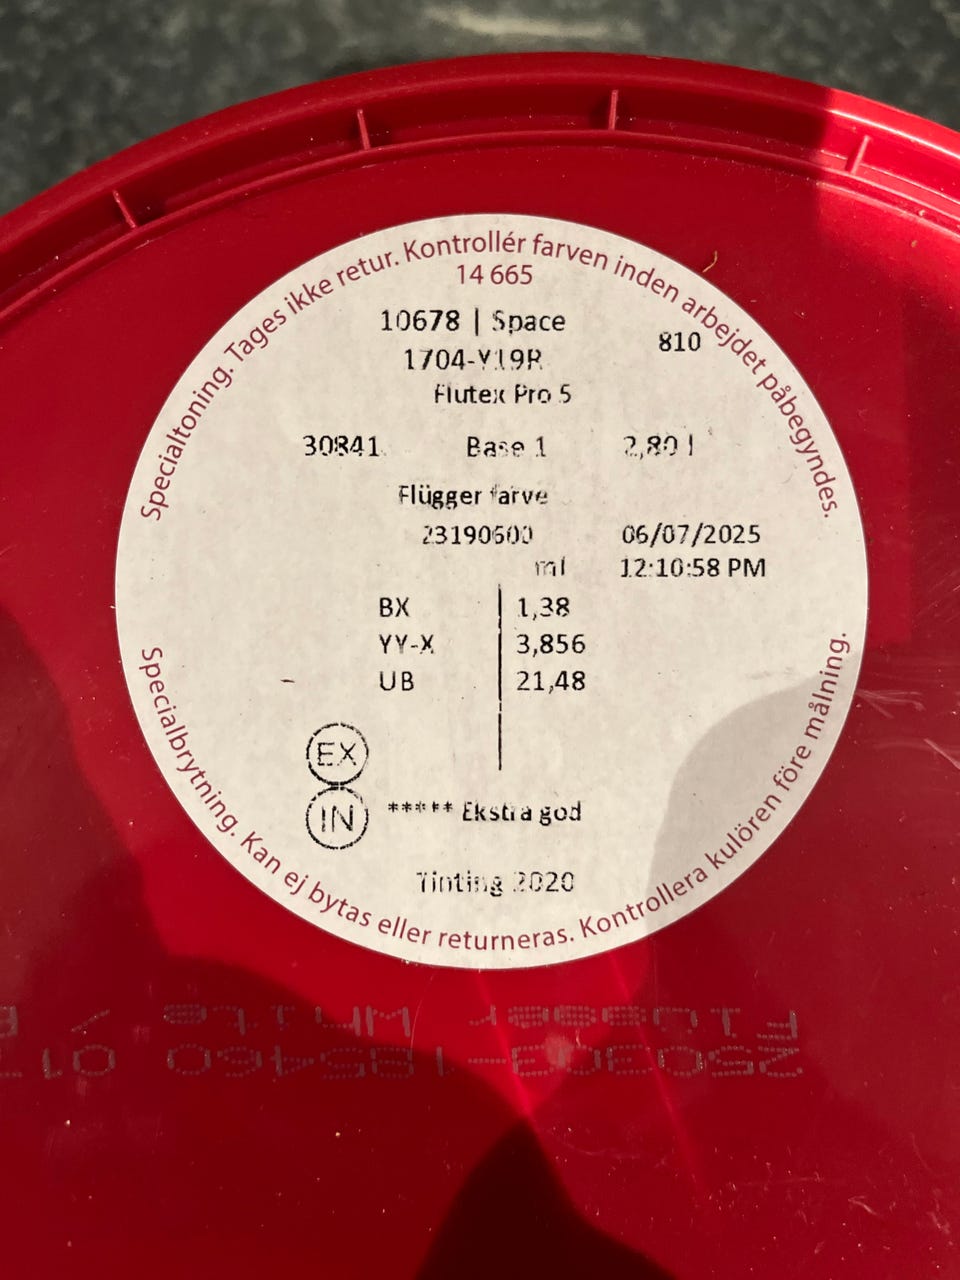 Specialtoning. Tages ikke retur. Kontrollér farven inden arbejdet påbegyndes.
14 665
10678 | Space
810
1704-Y19R
Flutex Pro 5
30841 Base 1 2,80 l
Flügger farve
23190600 06/07/2025
ml 12:10:58 PM
BX 1,38
YY-X 3,856
UB 21,48
EX
IN ***** Ekstra god
Tinting 2020
Specialbrytning. Kan ej bytas eller returneras. Kontrollera kulören före målning.